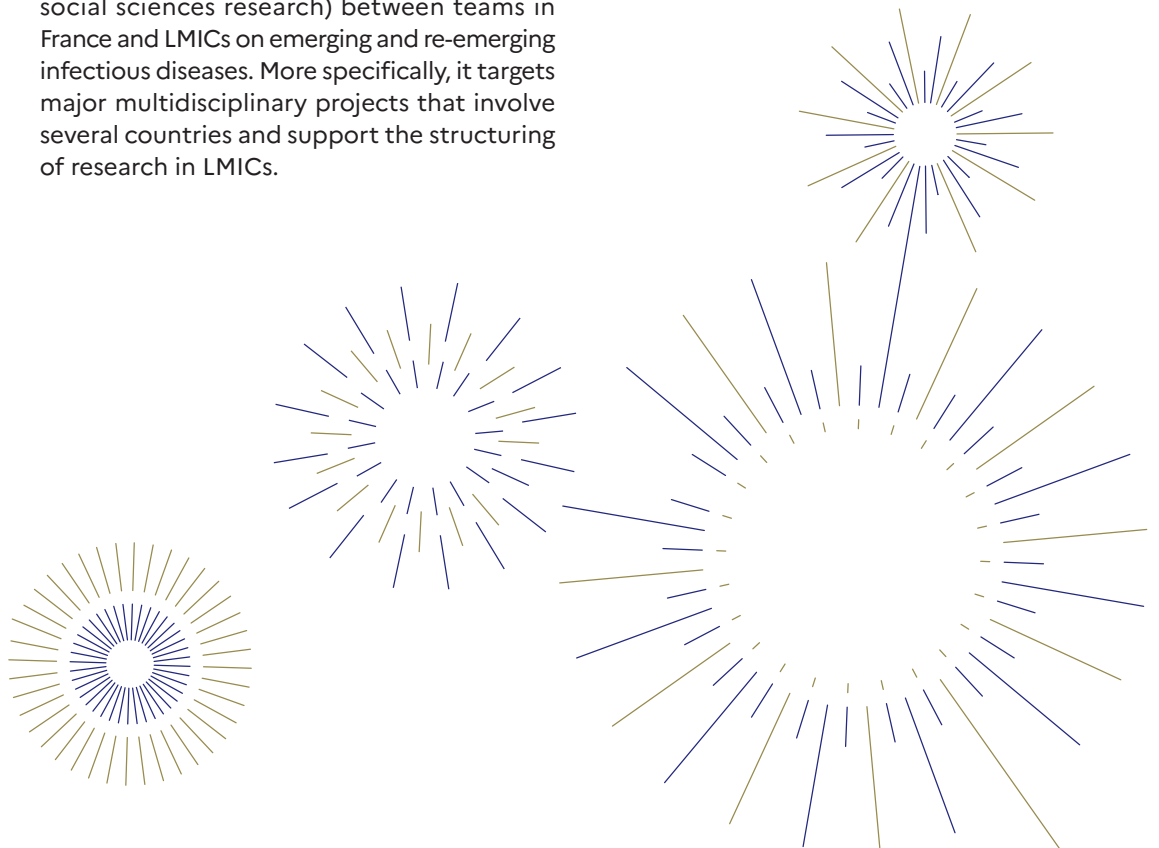 social sciences research) between teams in
France and LMICs on emerging and re-emerging
infectious diseases. More specifically, it targets
major multidisciplinary projects that involve
several countries and support the structuring
of research in LMICs.